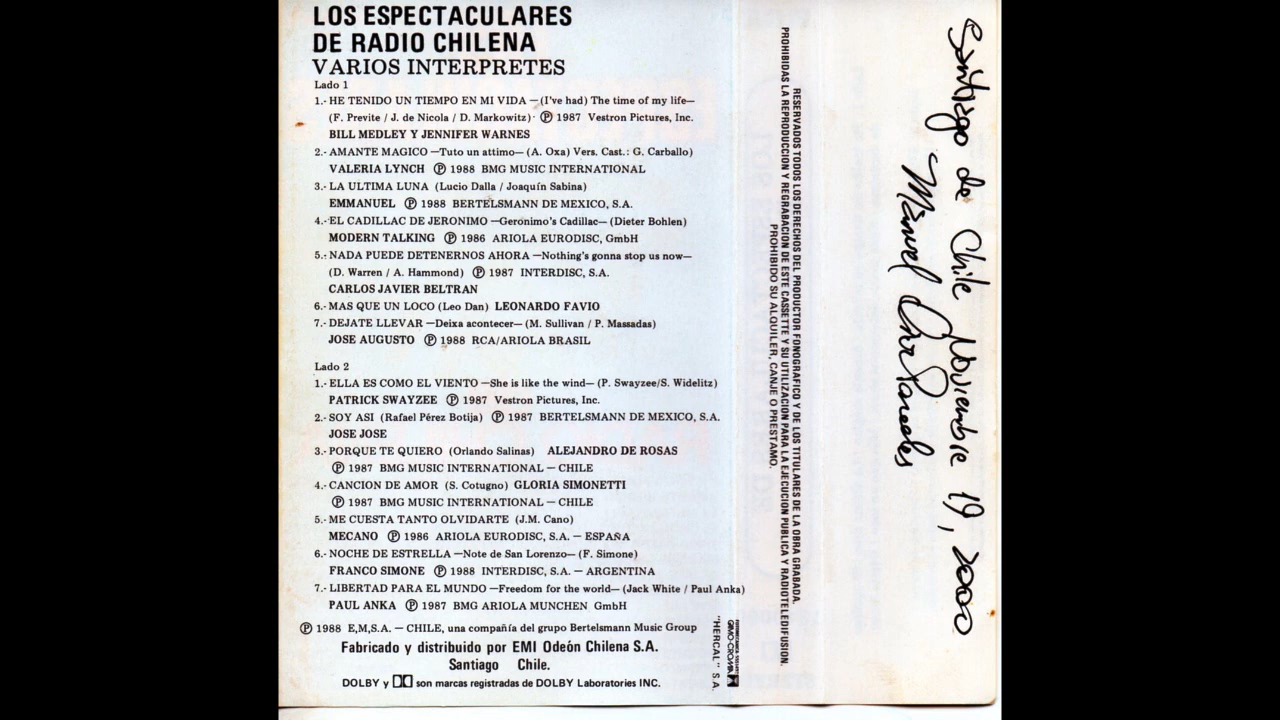 LOS ESPECTACULARES
DE RADIO CHILENA
VARIOS INTERPRETES
Lado 1
1.- HE TENIDO UN TIEMPO EN MI VIDA —(I've had) The time of my life—
(F. Previte / J. de Nicola / D. Markowitz) · Ⓟ 1987 Vestron Pictures, Inc.
BILL MEDLEY Y JENNIFER WARNES
2.- AMANTE MAGICO —Tuto un attimo— (A. Oxa) Vers. Cast.: G. Carballo)
VALERIA LYNCH Ⓟ 1988 BMG MUSIC INTERNATIONAL
3.- LA ULTIMA LUNA (Lucio Dalla / Joaquín Sabina)
EMMANUEL Ⓟ 1988 BERTELSMANN DE MEXICO, S.A.
4.- EL CADILLAC DE JERONIMO —Geronimo's Cadillac— (Dieter Bohlen)
MODERN TALKING Ⓟ 1986 ARIOLA EURODISC, GmbH
5.- NADA PUEDE DETENERNOS AHORA —Nothing's gonna stop us now—
(D. Warren / A. Hammond) Ⓟ 1987 INTERDISC, S.A.
CARLOS JAVIER BELTRAN
6.- MAS QUE UN LOCO (Leo Dan) LEONARDO FAVIO
7.- DEJATE LLEVAR —Deixa acontecer— (M. Sullivan / P. Massadas)
JOSE AUGUSTO Ⓟ 1988 RCA/ARIOLA BRASIL
Lado 2
1.- ELLA ES COMO EL VIENTO —She is like the wind— (P. Swayzee/S. Widelitz)
PATRICK SWAYZEE Ⓟ 1987 Vestron Pictures, Inc.
2.- SOY ASI (Rafael Pérez Botija) Ⓟ 1987 BERTELSMANN DE MEXICO, S.A.
JOSE JOSE
3.- PORQUE TE QUIERO (Orlando Salinas) ALEJANDRO DE ROSAS
Ⓟ 1987 BMG MUSIC INTERNATIONAL — CHILE
4.- CANCION DE AMOR (S. Cotugno) GLORIA SIMONETTI
Ⓟ 1987 BMG MUSIC INTERNATIONAL — CHILE
5.- ME CUESTA TANTO OLVIDARTE (J.M. Cano)
MECANO Ⓟ 1986 ARIOLA EURODISC, S.A. — ESPAÑA
6.- NOCHE DE ESTRELLA —Note de San Lorenzo— (F. Simone)
FRANCO SIMONE Ⓟ 1988 INTERDISC, S.A. — ARGENTINA
7.- LIBERTAD PARA EL MUNDO —Freedom for the world— (Jack White / Paul Anka)
PAUL ANKA Ⓟ 1987 BMG ARIOLA MUNCHEN GmbH
Ⓟ 1988 E,M,S.A. — CHILE, una compañía del grupo Bertelsmann Music Group
Fabricado y distribuido por EMI Odeón Chilena S.A.
Santiago Chile.
DOLBY y son marcas registradas de DOLBY Laboratories INC.
GAMO-CROM
"HERCAL" S.A.
RESERVADOS TODOS LOS DERECHOS DEL PRODUCTOR FONOGRAFICO Y DE LOS TITULARES DE LA OBRA GRABADA.
PROHIBIDAS LA REPRODUCCION Y REGRABACION DE ESTE CASSETTE Y SU UTILIZACION PARA LA EJECUCION PUBLICA Y RADIOTELEDIFUSION.
PROHIBIDO SU ALQUILER, CANJE O PRESTAMO.
Santiago de Chile Noviembre 19, 2000
Manuel